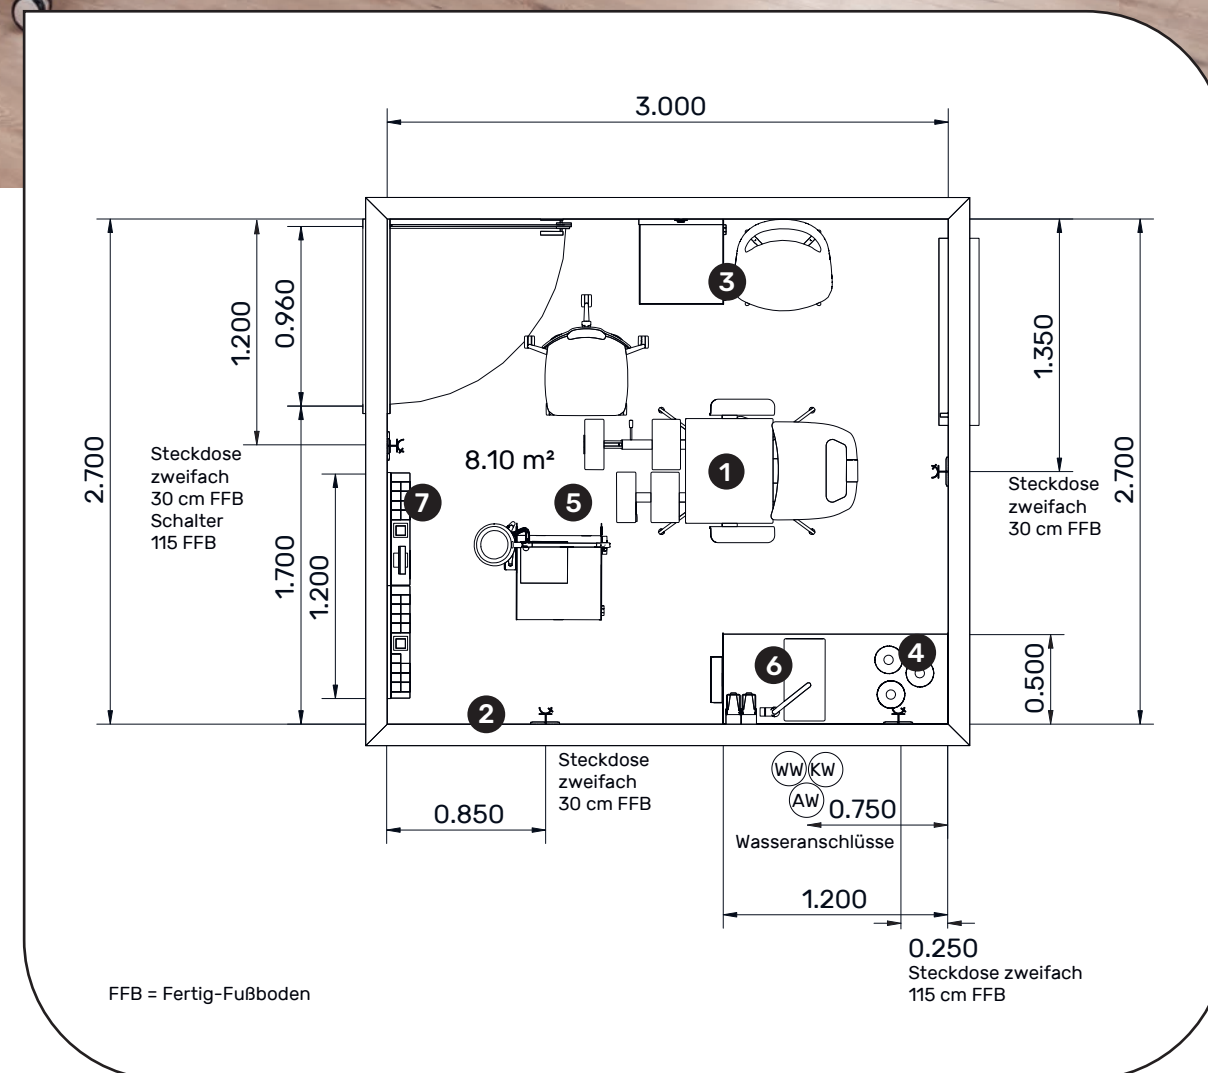 3.000
2.700
1.200
0.960
3
1.350
2.700
Steckdose
zweifach
30 cm FFB
Schalter
115 FFB
8.10 m²
1
7
5
Steckdose
zweifach
30 cm FFB
1.700
1.200
6
4
0.500
2
Steckdose
zweifach
30 cm FFB
WW KW
AW
0.850
0.750
Wasseranschlüsse
1.200
0.250
Steckdose zweifach
115 cm FFB
FFB = Fertig-Fußboden